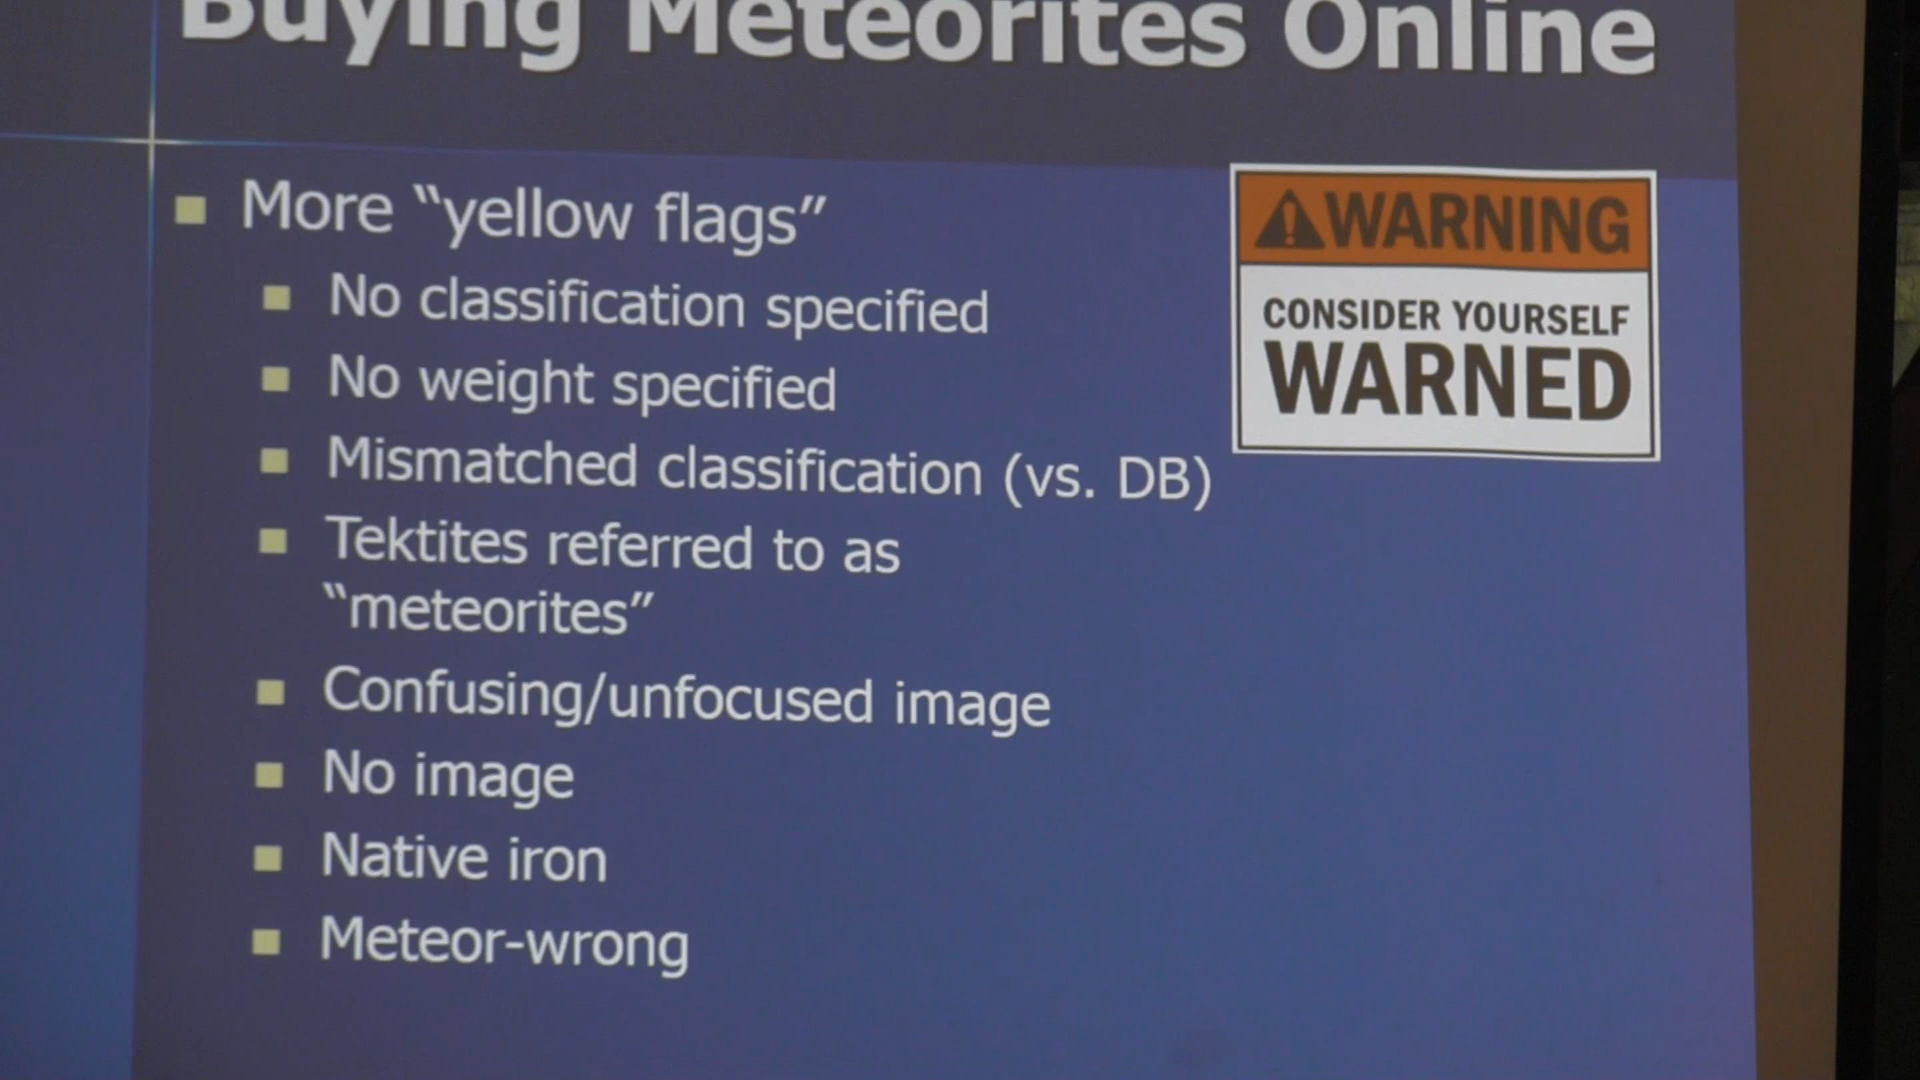 Buying Meteorites Online
More “yellow flags”
No classification specified
No weight specified
Mismatched classification (vs. DB)
Tektites referred to as
“meteorites”
Confusing/unfocused image
No image
Native iron
Meteor-wrong
WARNING
CONSIDER YOURSELF
WARNED